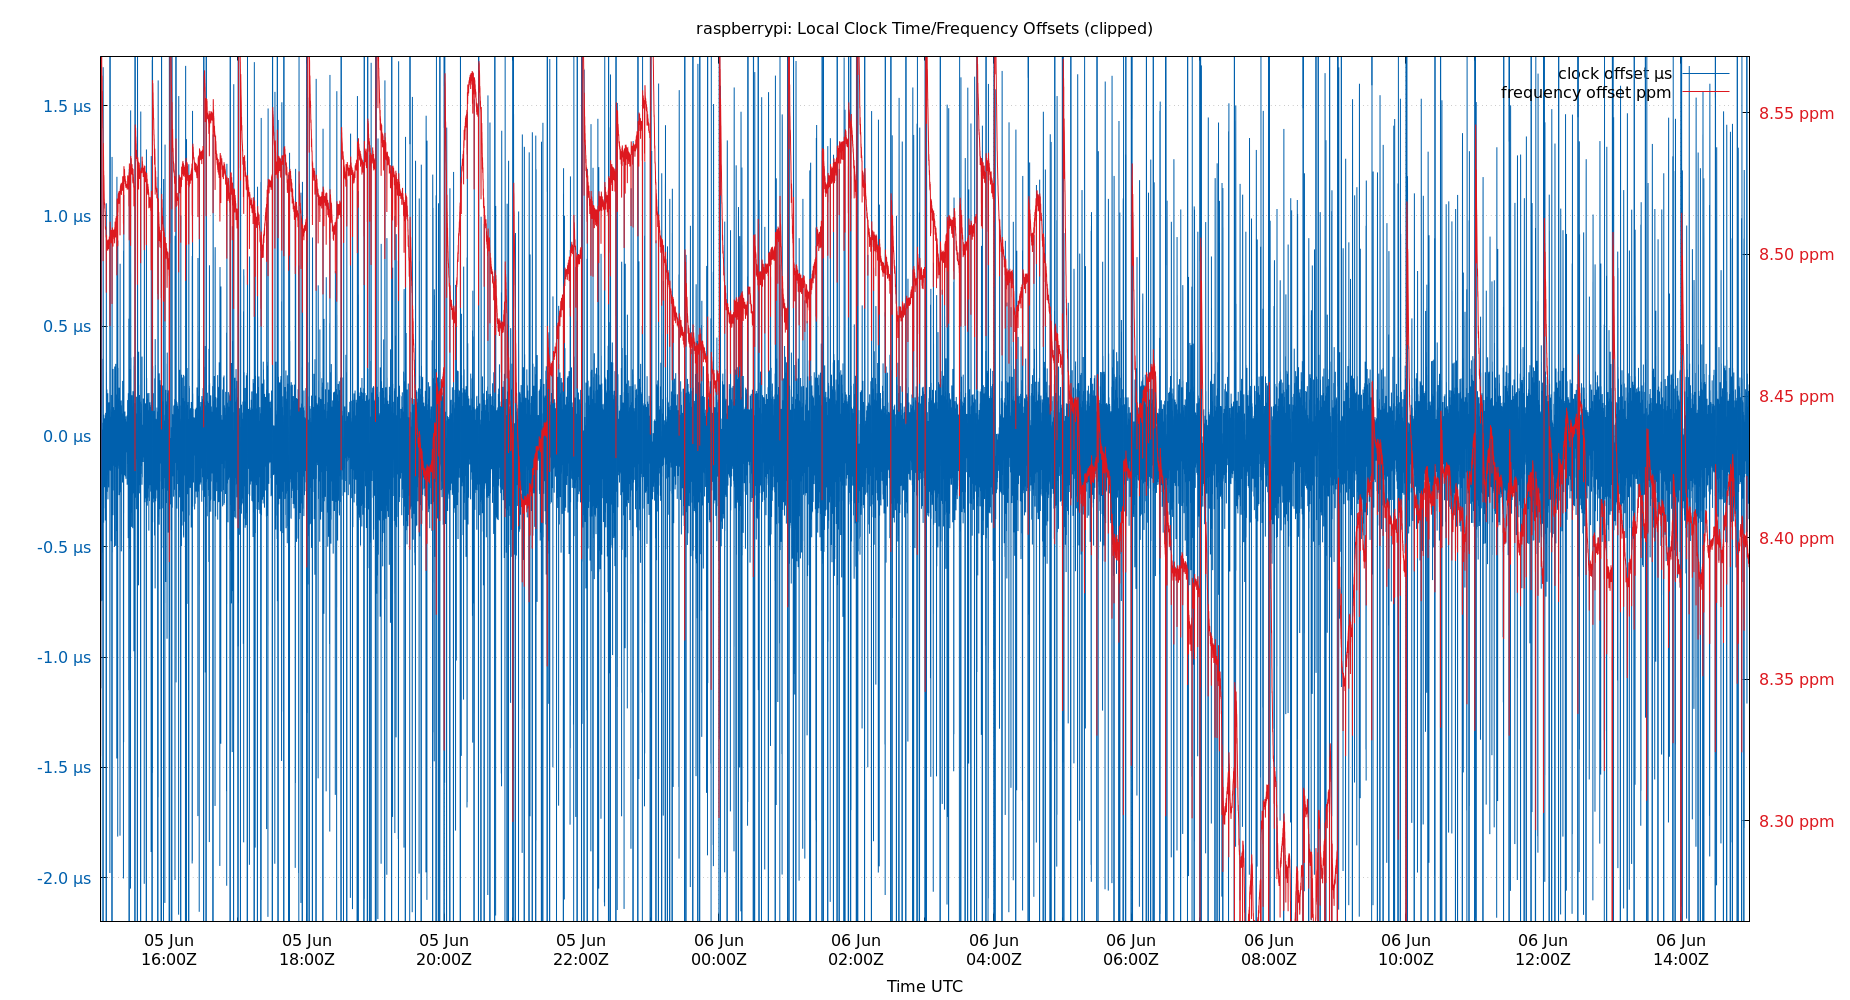 raspberrypi: Local Clock Time/Frequency Offsets (clipped)
clock offset µs
frequency offset ppm
1.5 µs
1.0 µs
0.5 µs
0.0 µs
-0.5 µs
-1.0 µs
-1.5 µs
-2.0 µs
8.55 ppm
8.50 ppm
8.45 ppm
8.40 ppm
8.35 ppm
8.30 ppm
05 Jun 05 Jun 05 Jun 05 Jun 06 Jun 06 Jun 06 Jun 06 Jun 06 Jun 06 Jun 06 Jun 06 Jun
16:00Z 18:00Z 20:00Z 22:00Z 00:00Z 02:00Z 04:00Z 06:00Z 08:00Z 10:00Z 12:00Z 14:00Z
Time UTC